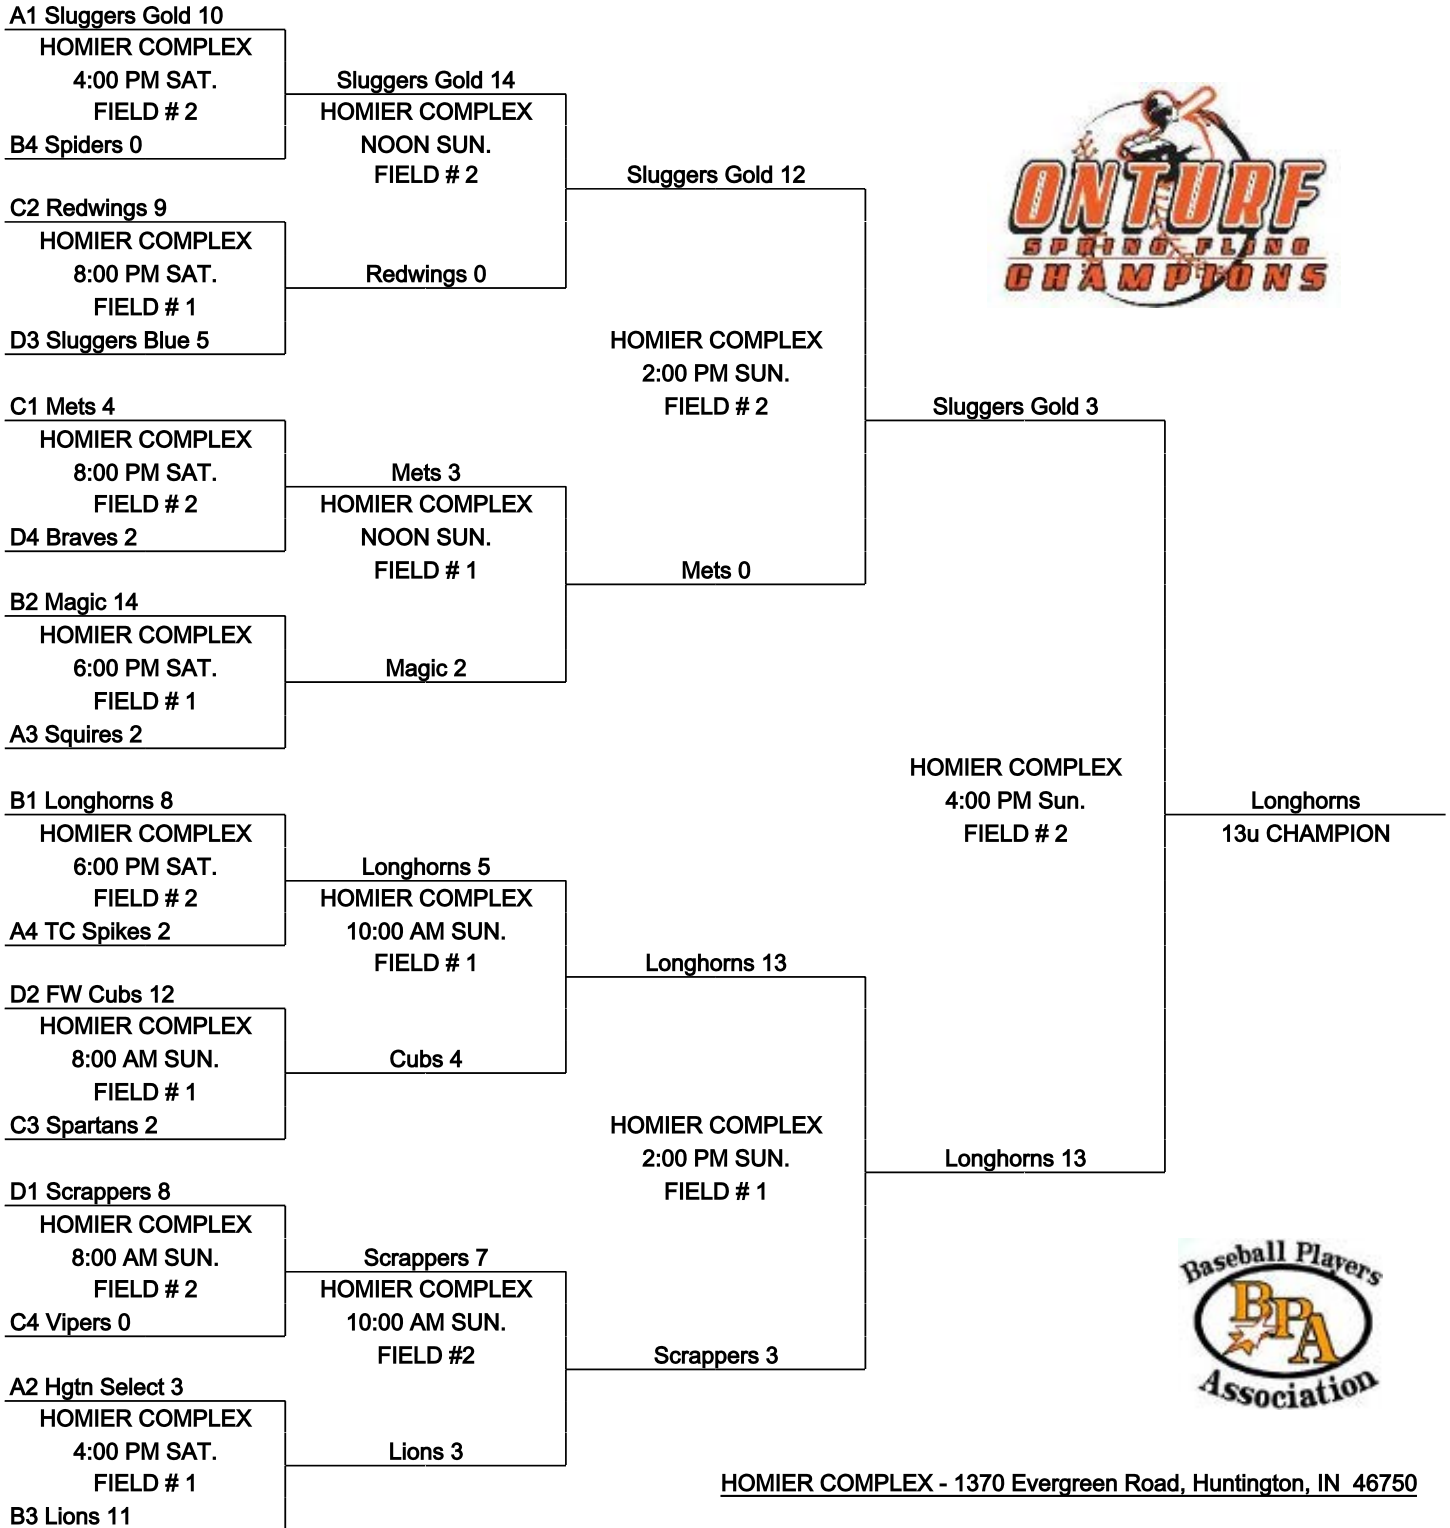 A1 Sluggers Gold 10
HOMIER COMPLEX
4:00 PM SAT.
FIELD # 2
B4 Spiders 0
C2 Redwings 9
HOMIER COMPLEX
8:00 PM SAT.
FIELD # 1
D3 Sluggers Blue 5
C1 Mets 4
HOMIER COMPLEX
8:00 PM SAT.
FIELD # 2
D4 Braves 2
B2 Magic 14
HOMIER COMPLEX
6:00 PM SAT.
FIELD # 1
A3 Squires 2
B1 Longhorns 8
HOMIER COMPLEX
6:00 PM SAT.
FIELD # 2
A4 TC Spikes 2
D2 FW Cubs 12
HOMIER COMPLEX
8:00 AM SUN.
FIELD # 1
C3 Spartans 2
D1 Scrappers 8
HOMIER COMPLEX
8:00 AM SUN.
FIELD # 2
C4 Vipers 0
A2 Hgtn Select 3
HOMIER COMPLEX
4:00 PM SAT.
FIELD # 1
B3 Lions 11
Sluggers Gold 14
HOMIER COMPLEX
NOON SUN.
FIELD # 2
Redwings 0
Mets 3
HOMIER COMPLEX
NOON SUN.
FIELD # 1
Magic 2
Longhorns 5
HOMIER COMPLEX
10:00 AM SUN.
FIELD # 1
Cubs 4
Scrappers 7
HOMIER COMPLEX
10:00 AM SUN.
FIELD #2
Lions 3
Sluggers Gold 12
HOMIER COMPLEX
2:00 PM SUN.
FIELD # 2
Mets 0
Longhorns 13
HOMIER COMPLEX
2:00 PM SUN.
FIELD # 1
Scrappers 3
Sluggers Gold 3
HOMIER COMPLEX
4:00 PM Sun.
FIELD # 2
Longhorns 13
Longhorns
13u CHAMPION
ONTURF
SPRING FLING
CHAMPIONS
Baseball Players
BPA
Association
HOMIER COMPLEX - 1370 Evergreen Road, Huntington, IN  46750